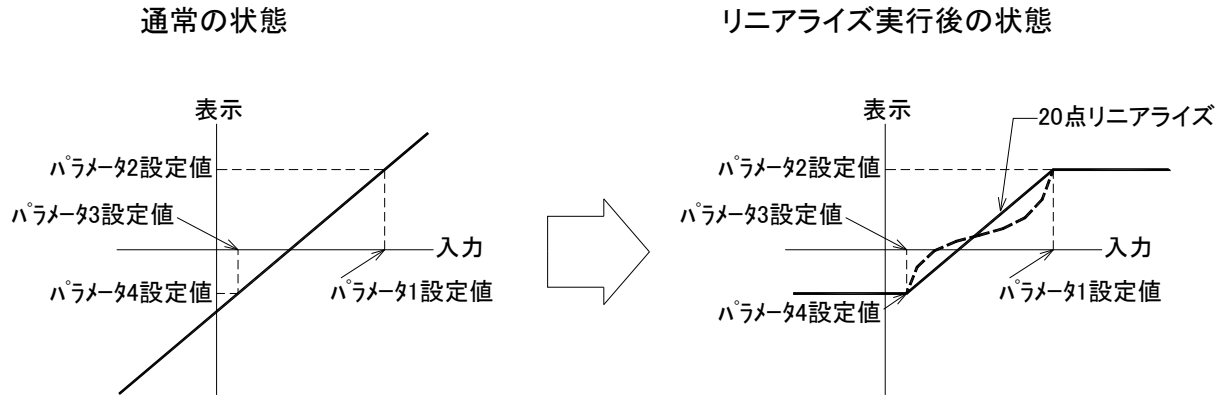 通常の状態
表示
ﾊﾟﾗﾒｰﾀ2設定値
ﾊﾟﾗﾒｰﾀ3設定値
入力
ﾊﾟﾗﾒｰﾀ4設定値
ﾊﾟﾗﾒｰﾀ1設定値
リニアライズ実行後の状態
表示
20点リニアライズ
ﾊﾟﾗﾒｰﾀ2設定値
ﾊﾟﾗﾒｰﾀ3設定値
入力
ﾊﾟﾗﾒｰﾀ1設定値
ﾊﾟﾗﾒｰﾀ4設定値